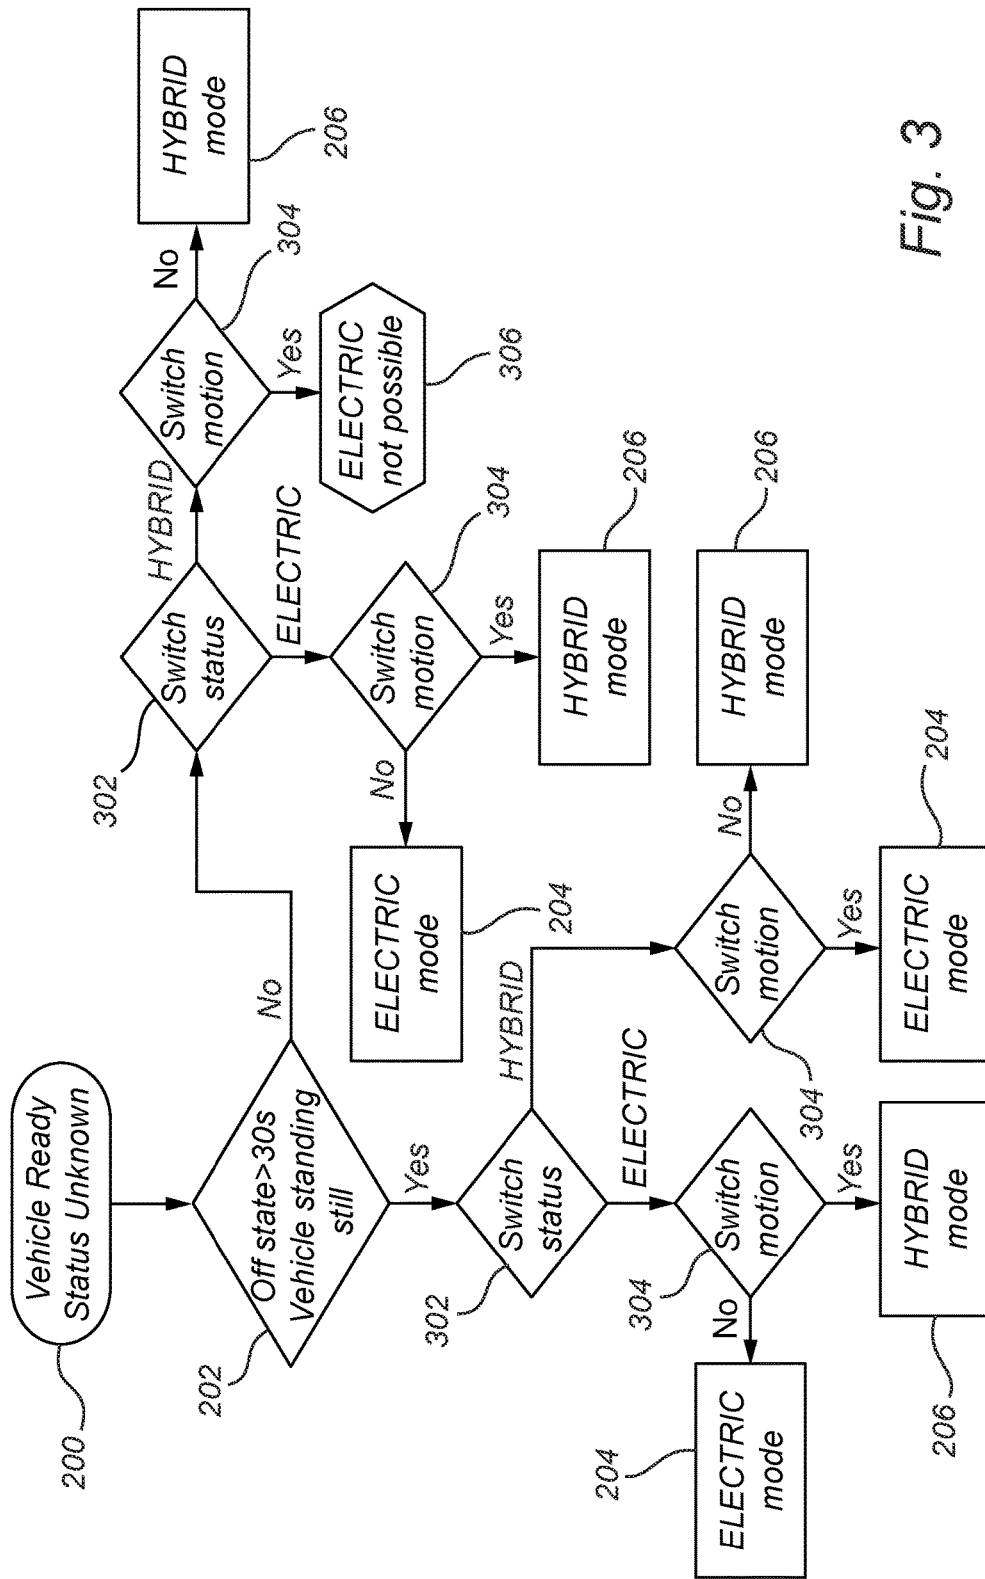 Vehicle Ready
Status Unknown
200
Off state>30s
Vehicle standing
still
202
No
Yes
302
Switch
status
HYBRID
ELECTRIC
Switch
motion
304
No
HYBRID
mode
206
Yes
ELECTRIC
not possible
306
Switch
motion
304
No
ELECTRIC
mode
204
Yes
HYBRID
mode
206
Switch
status
302
HYBRID
ELECTRIC
Switch
motion
304
No
HYBRID
mode
206
Yes
ELECTRIC
mode
204
Switch
motion
304
No
ELECTRIC
mode
204
Yes
HYBRID
mode
206
Fig. 3